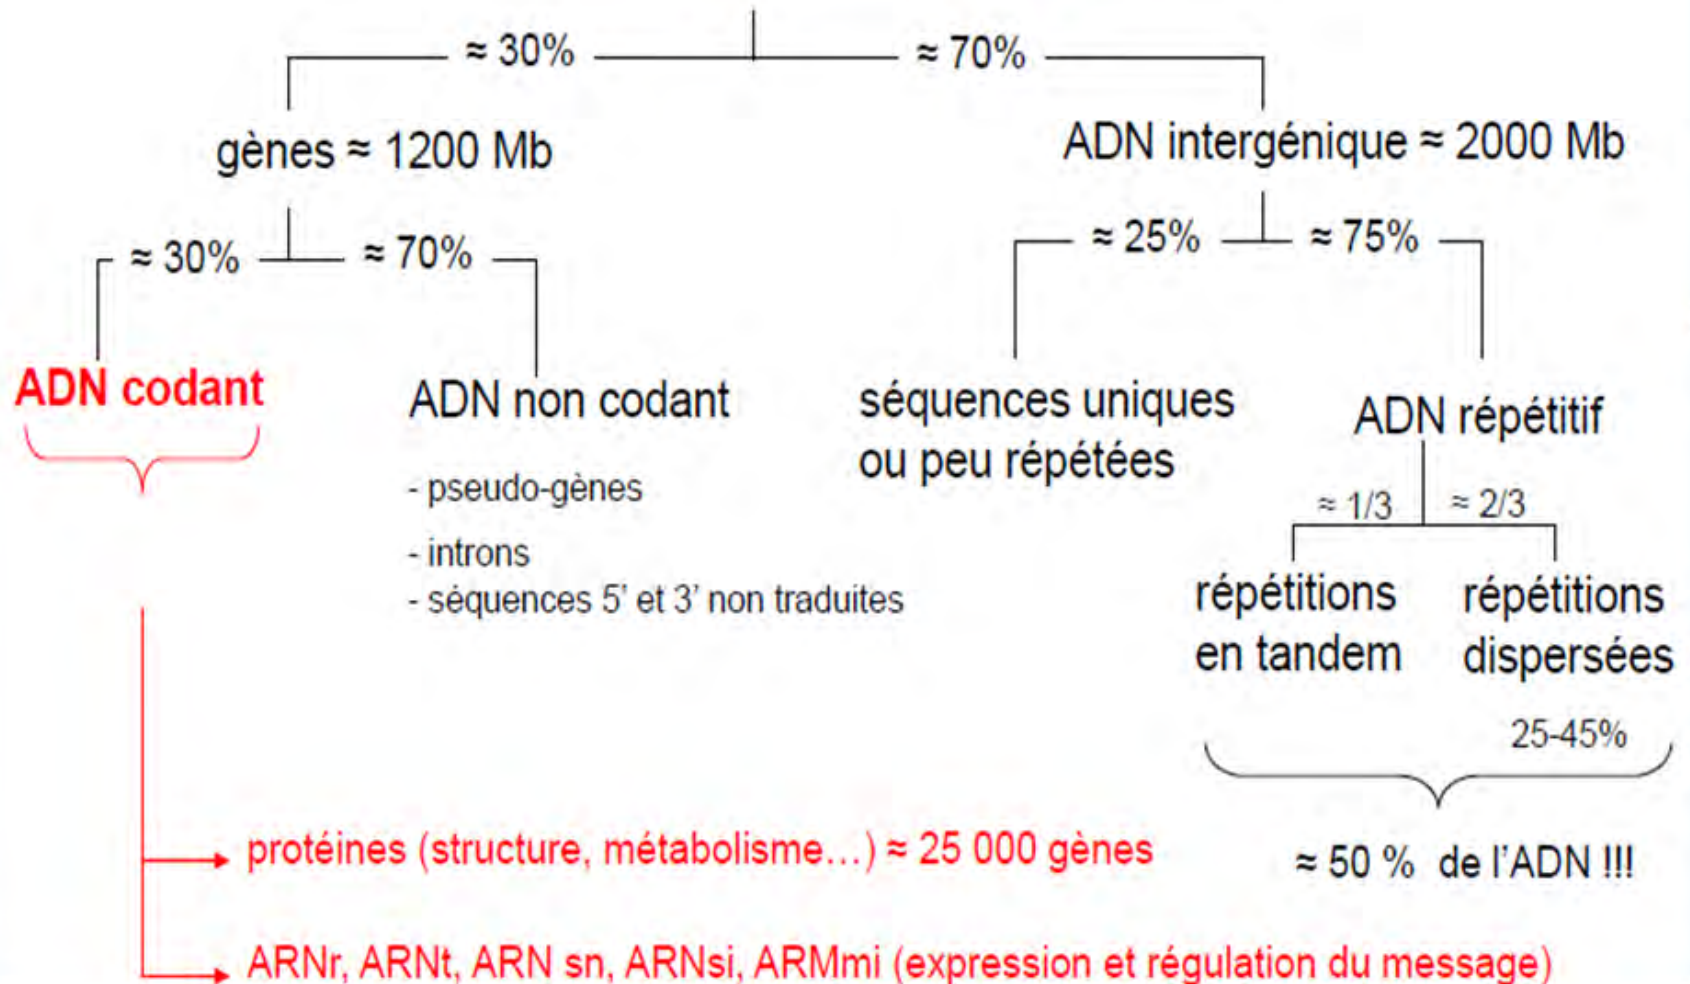 ≈ 30%
≈ 70%
gènes ≈ 1200 Mb
ADN intergénique ≈ 2000 Mb
≈ 30%
≈ 70%
≈ 25%
≈ 75%
ADN codant
ADN non codant
- pseudo-gènes
- introns
- séquences 5' et 3' non traduites
séquences uniques
ou peu répétées
ADN répétitif
≈ 1/3
≈ 2/3
répétitions
en tandem
répétitions
dispersées
25-45%
≈ 50 % de l'ADN !!!
protéines (structure, métabolisme...) ≈ 25 000 gènes
ARNr, ARNt, ARN sn, ARNsi, ARMmi (expression et régulation du message)